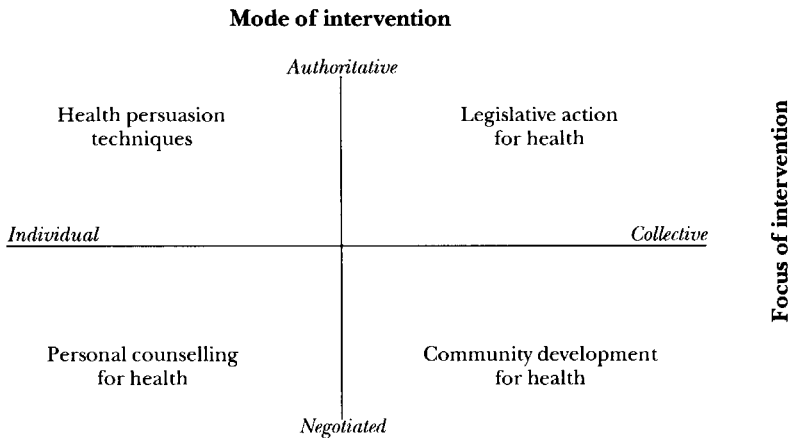 Mode of intervention
Authoritative
Health persuasion
techniques
Legislative action
for health
Individual
Collective
Focus of intervention
Personal counselling
for health
Community development
for health
Negotiated